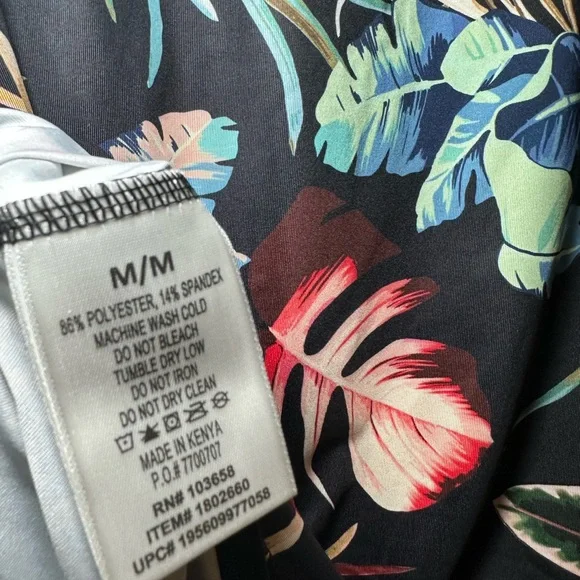 M/M
86% POLYESTER, 14% SPANDEX
MACHINE WASH COLD
DO NOT BLEACH
TUMBLE DRY LOW
DO NOT IRON
DO NOT DRY CLEAN
MADE IN KENYA
P.O.# 7700707
RN# 103658
ITEM# 1802660
UPC# 195609977058